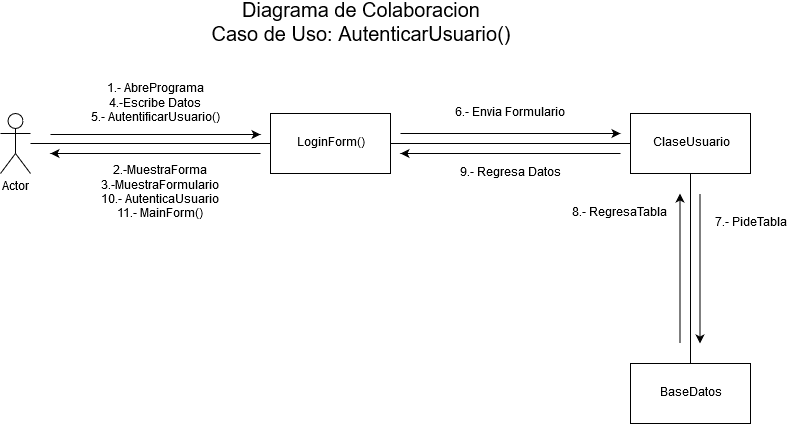 Diagrama de Colaboracion
Caso de Uso: AutenticarUsuario()
1.- AbrePrograma
4.-Escribe Datos
5.- AutentificarUsuario()
6.- Envia Formulario
LoginForm()
ClaseUsuario
Actor
2.-MuestraForma
3.-MuestraFormulario
10.- AutenticaUsuario
11.- MainForm()
9.- Regresa Datos
8.- RegresaTabla
7.- PideTabla
BaseDatos